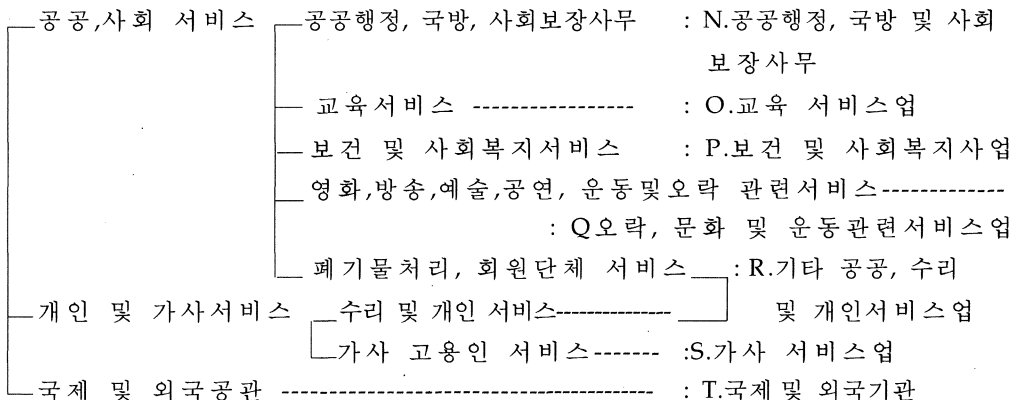 공공,사회 서비스 공공행정, 국방, 사회보장사무 : N.공공행정, 국방 및 사회
보장사무
교육서비스 ----------------- : O.교육 서비스업
보건 및 사회복지서비스 : P.보건 및 사회복지사업
영화,방송,예술,공연, 운동및오락 관련서비스-------------
: Q오락, 문화 및 운동관련서비스업
폐기물처리, 회원단체 서비스 : R.기타 공공, 수리
개인 및 가사서비스 수리 및 개인 서비스--------------- 및 개인서비스업
가사 고용인 서비스------- :S.가사 서비스업
국제 및 외국공관 --------------------------------------- : T.국제및 외국기관